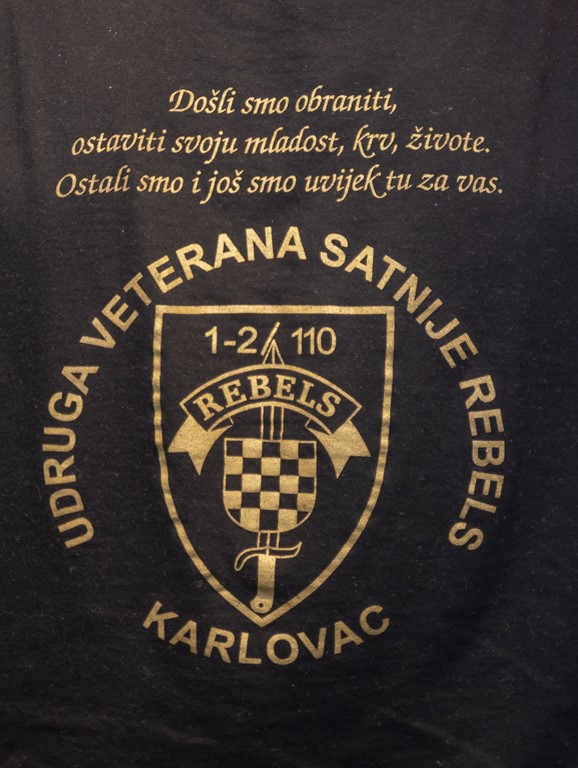 Došli smo obraniti,
ostaviti svoju mladost, krv, živote.
Ostali smo i još smo uvijek tu za vas.
UDRUGA VETERANA SATNIJE REBELS
1-2 110
REBELS
KARLOVAC